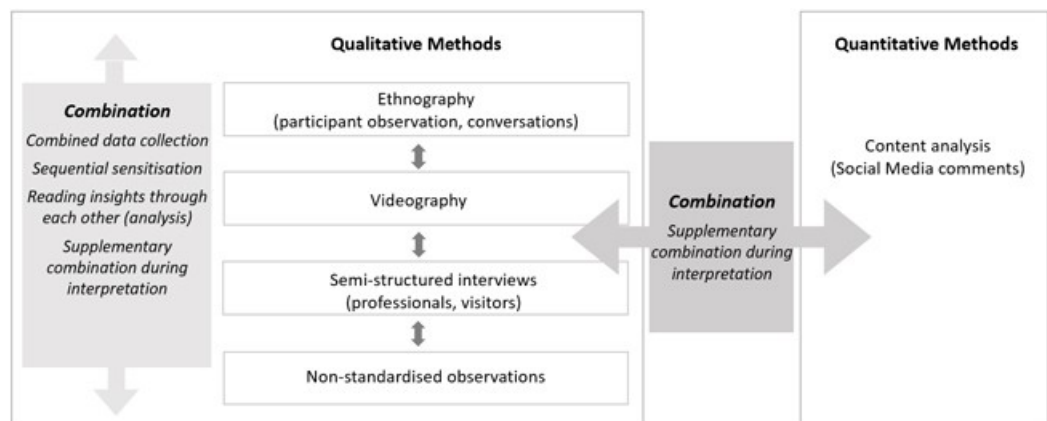 Qualitative Methods
Combination
Combined data collection
Sequential sensitisation
Reading insights through
each other (analysis)
Supplementary
combination during
interpretation
Ethnography
(participant observation, conversations)
Videography
Semi-structured interviews
(professionals, visitors)
Non-standardised observations
Combination
Supplementary
combination during
interpretation
Quantitative Methods
Content analysis
(Social Media comments)